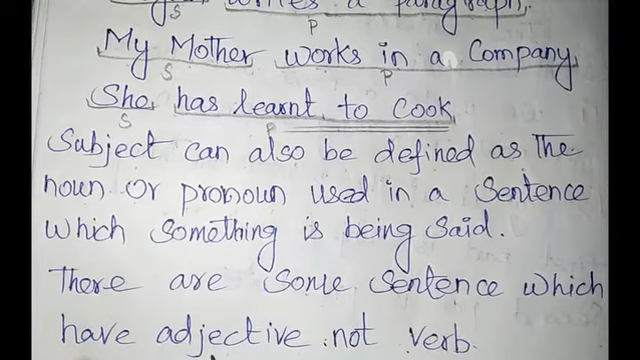 writes a paragraph.
S
P
My Mother works in a Company
S
P
She has learnt to Cook
S
P
Subject can also be defined as The
noun Or pronoun used in a Sentence
which Something is being Said.
There are Some Sentence which
have adjective not verb.